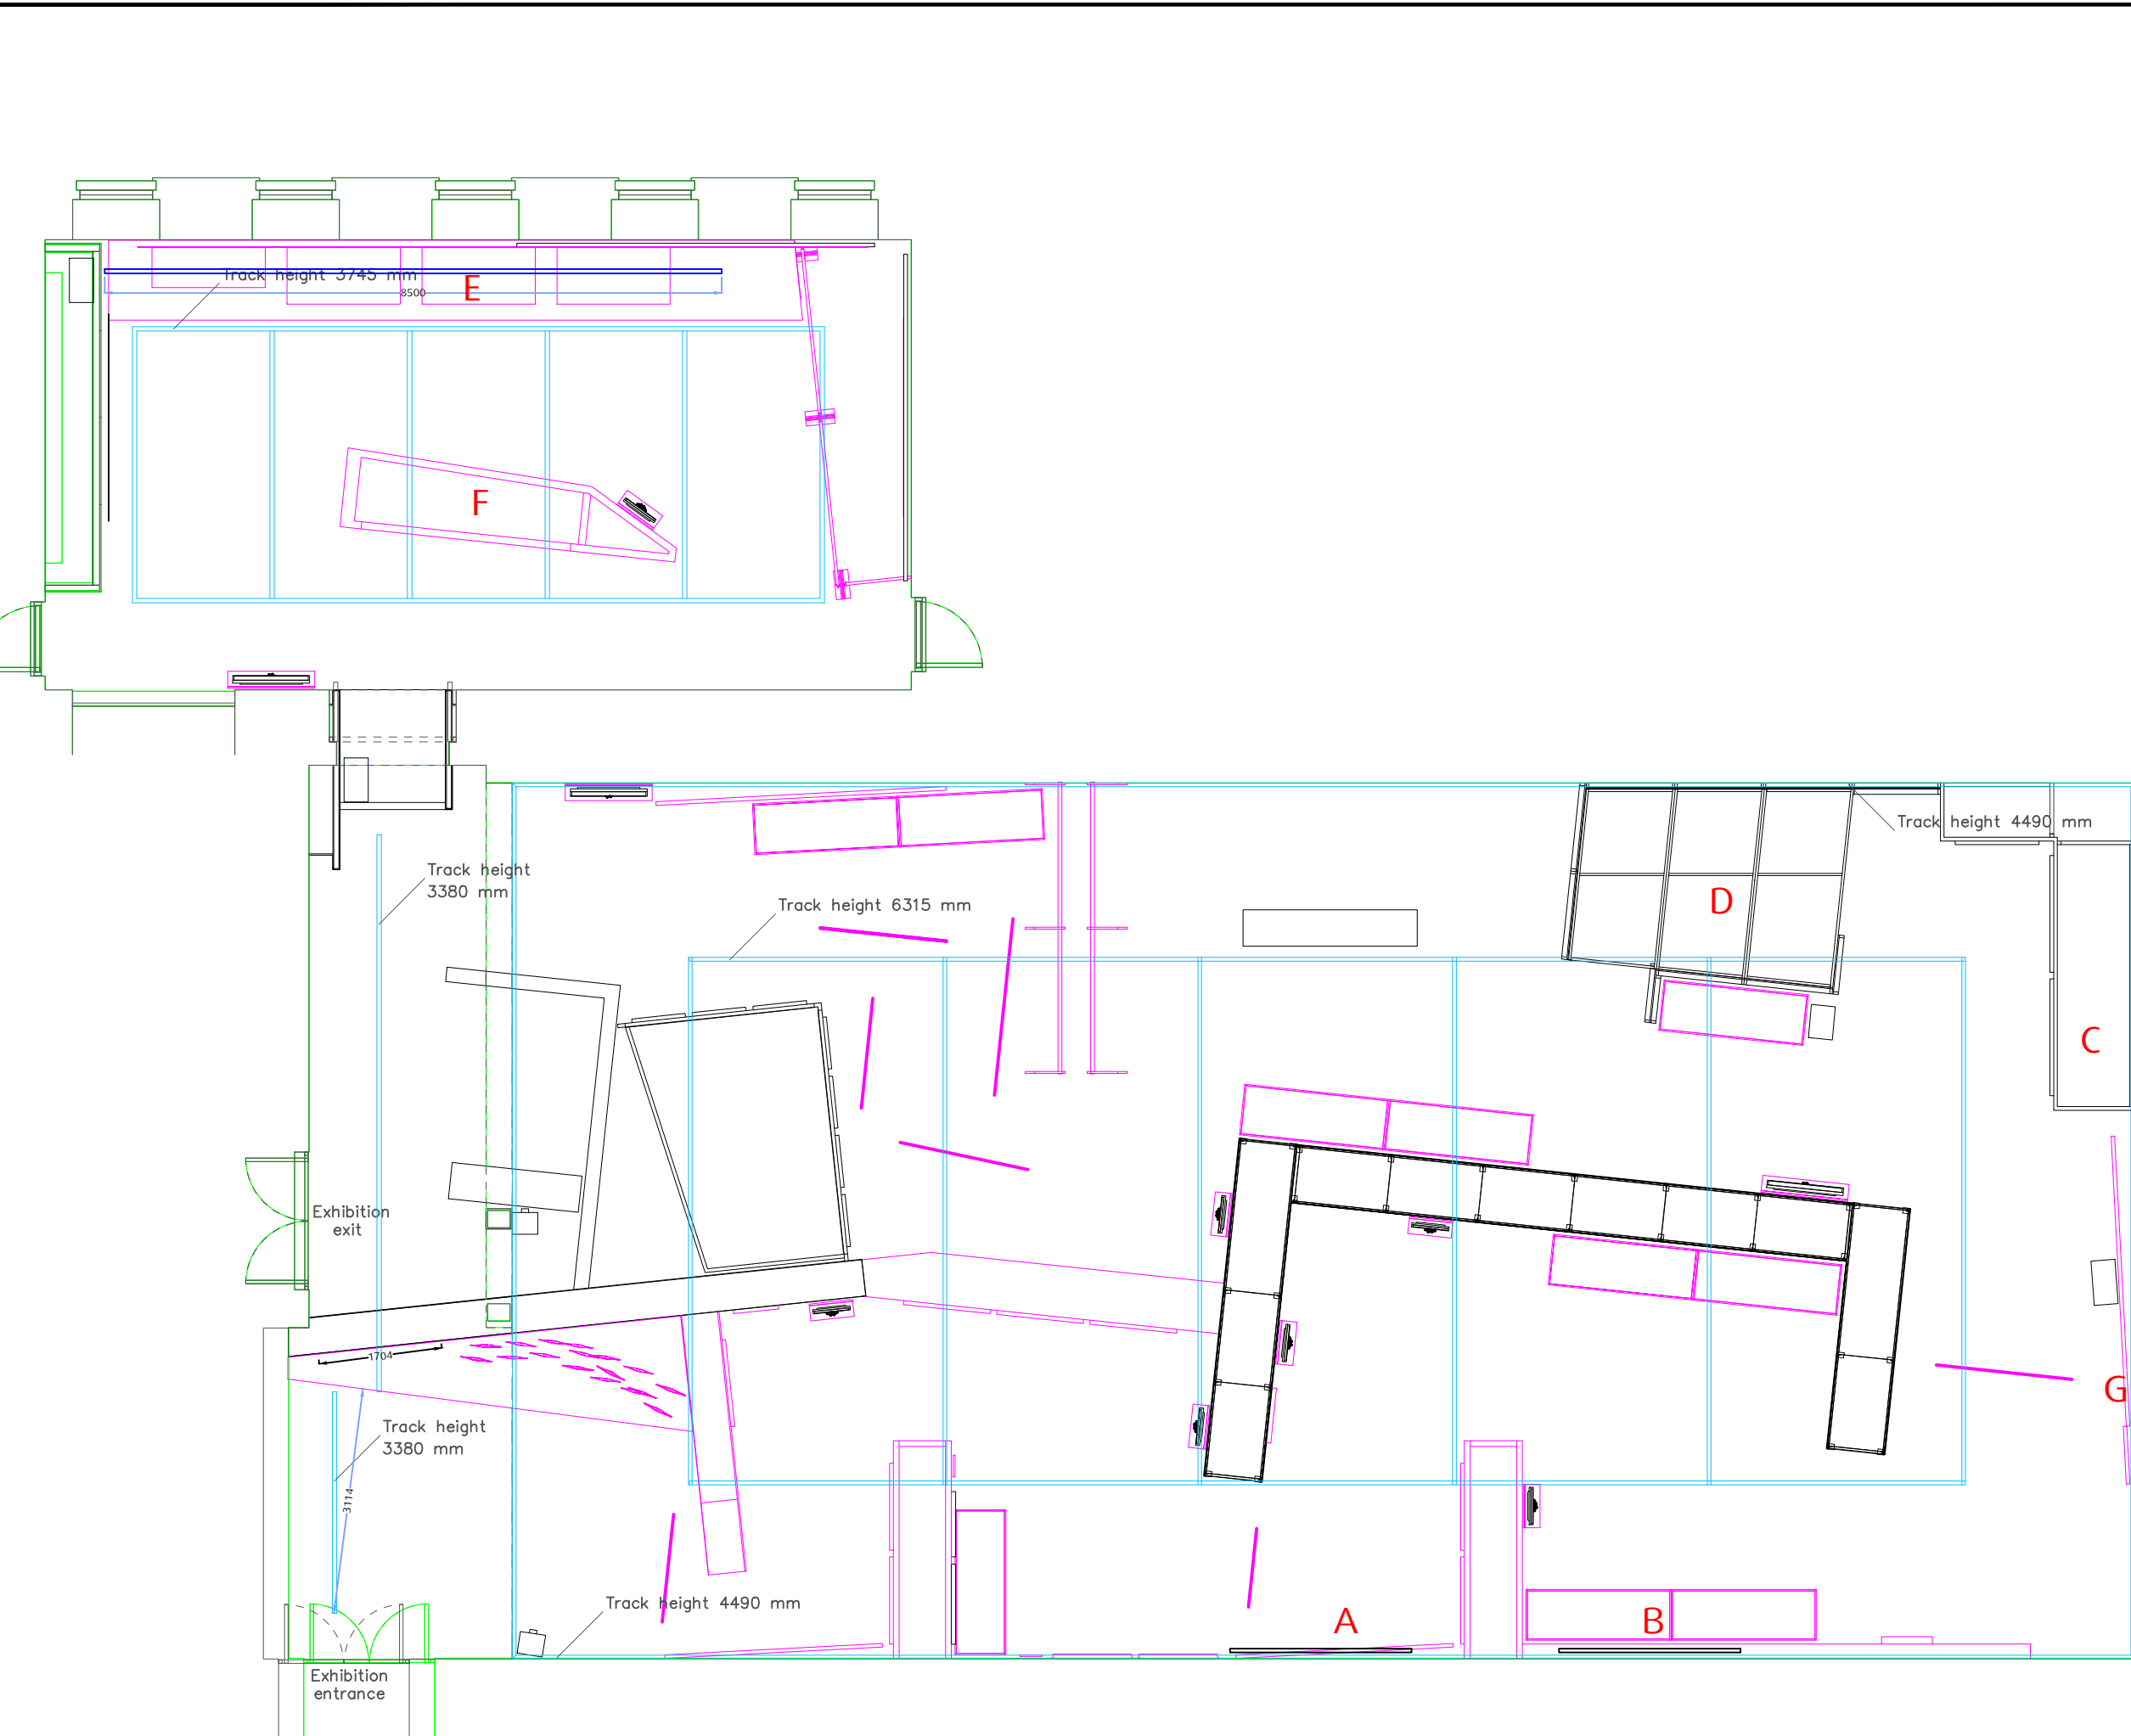 Track height 3745 mm
8500
E
F
Track height 4490 mm
Track height
3380 mm
D
Track height 6315 mm
C
Exhibition
exit
1704
G
Track height
3380 mm
3114
Track height 4490 mm
A
B
Exhibition
entrance